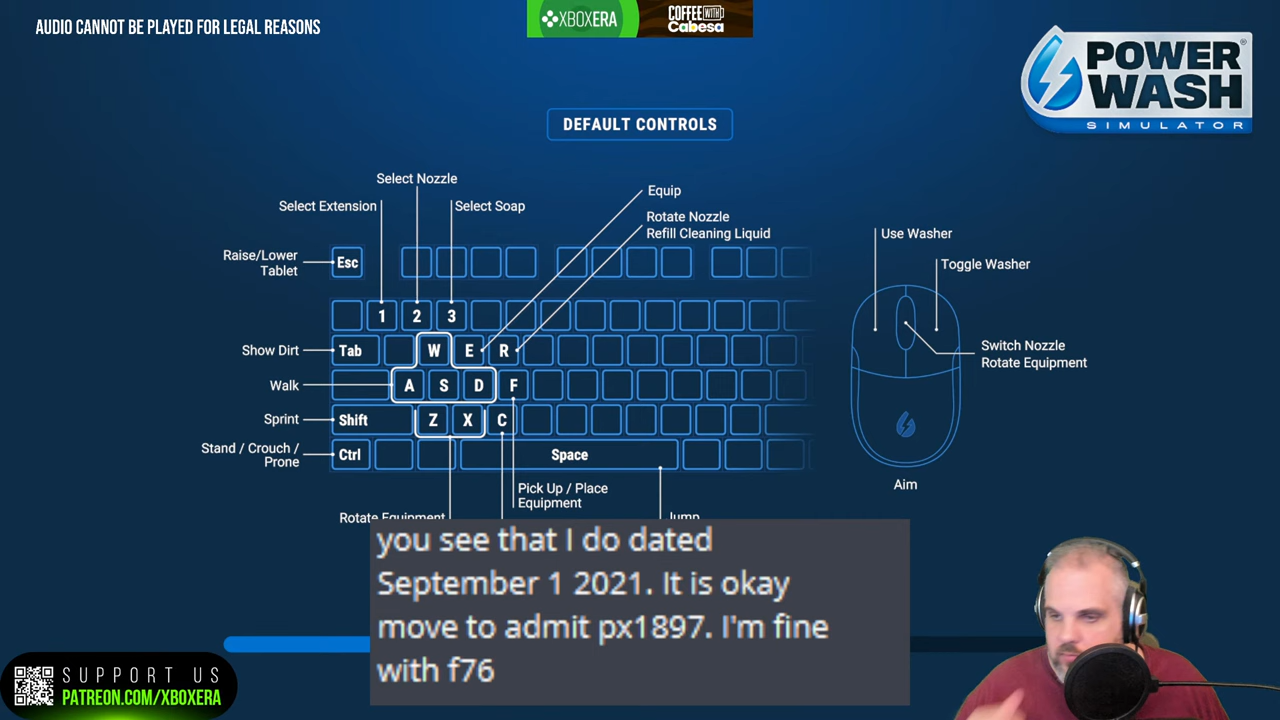 AUDIO CANNOT BE PLAYED FOR LEGAL REASONS
XBOXERA
COFFEE WITH
Cabesa
POWER
WASH
SIMULATOR
DEFAULT CONTROLS
Select Nozzle
Select Extension
Select Soap
Equip
Rotate Nozzle
Refill Cleaning Liquid
Use Washer
Toggle Washer
Raise/Lower
Tablet
Esc
1 2 3
Show Dirt
Tab
W E R
Switch Nozzle
Rotate Equipment
Walk
A S D F
Sprint
Shift
Z X C
Stand / Crouch /
Prone
Ctrl
Space
Aim
Pick Up / Place
Equipment
Rotate Equipment
Jump
you see that I do dated
September 1 2021. It is okay
move to admit px1897. I'm fine
with f76
SUPPORT US
PATREON.COM/XBOXERA